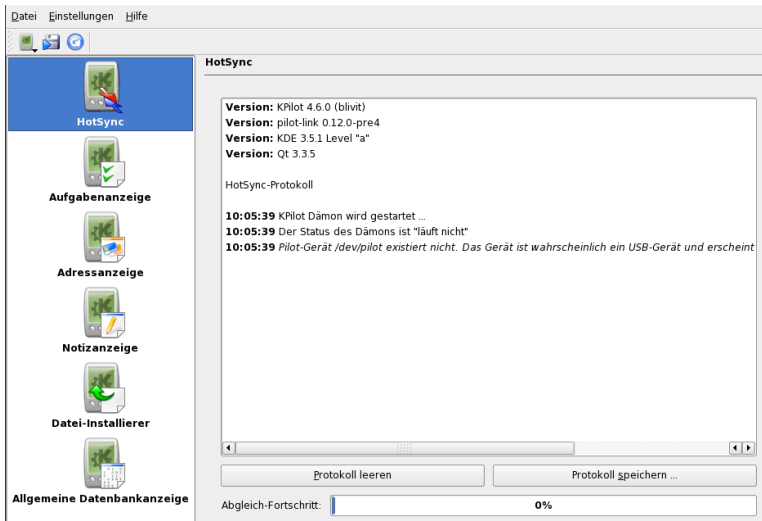 Datei Einstellungen Hilfe
HotSync
HotSync
Aufgabenanzeige
Adressanzeige
Notizanzeige
Datei-Installierer
Allgemeine Datenbankanzeige
Version: KPilot 4.6.0 (blivit)
Version: pilot-link 0.12.0-pre4
Version: KDE 3.5.1 Level "a"
Version: Qt 3.3.5
HotSync-Protokoll
10:05:39 KPilot Dämon wird gestartet ...
10:05:39 Der Status des Dämons ist "läuft nicht"
10:05:39 Pilot-Gerät /dev/pilot existiert nicht. Das Gerät ist wahrscheinlich ein USB-Gerät und erscheint
Protokoll leeren Protokoll speichern ...
Abgleich-Fortschritt: 0%